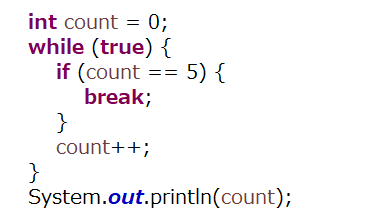 int count = 0;
while (true) {
if (count == 5) {
break;
}
count++;
}
System.out.println(count);